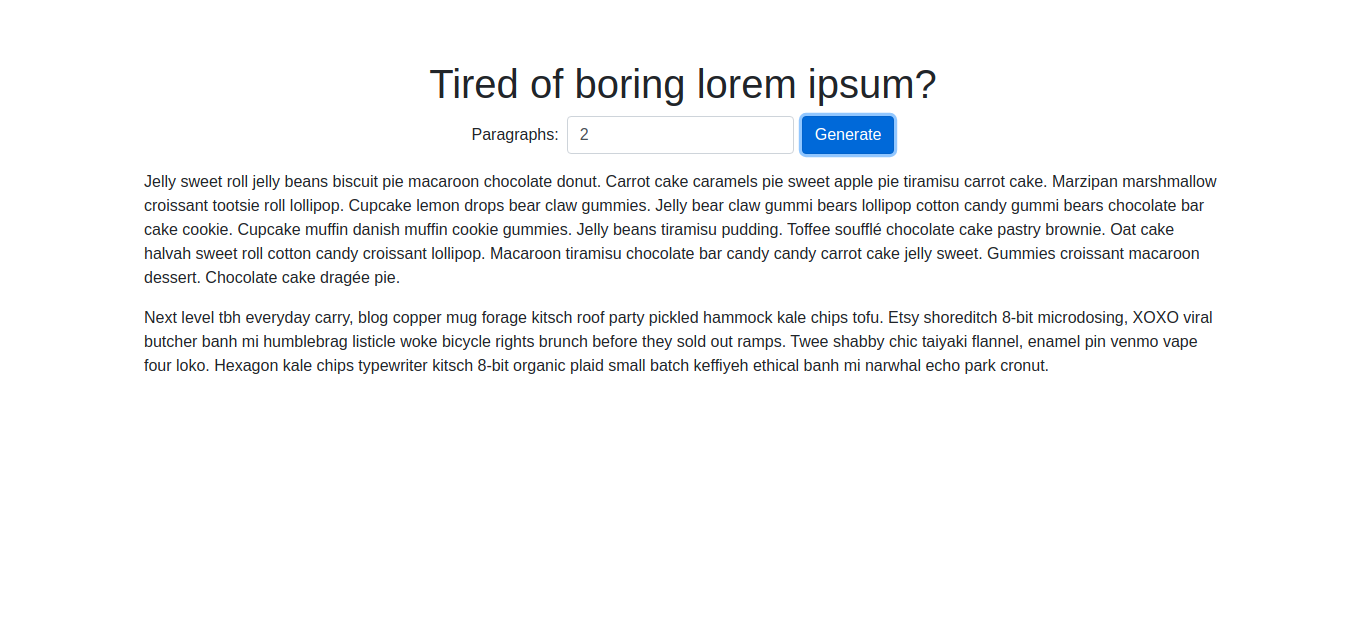 Tired of boring lorem ipsum?
Paragraphs: 2 Generate
Jelly sweet roll jelly beans biscuit pie macaroon chocolate donut. Carrot cake caramels pie sweet apple pie tiramisu carrot cake. Marzipan marshmallow
croissant tootsie roll lollipop. Cupcake lemon drops bear claw gummies. Jelly bear claw gummi bears lollipop cotton candy gummi bears chocolate bar
cake cookie. Cupcake muffin danish muffin cookie gummies. Jelly beans tiramisu pudding. Toffee soufflé chocolate cake pastry brownie. Oat cake
halvah sweet roll cotton candy croissant lollipop. Macaroon tiramisu chocolate bar candy candy carrot cake jelly sweet. Gummies croissant macaroon
dessert. Chocolate cake dragée pie.
Next level tbh everyday carry, blog copper mug forage kitsch roof party pickled hammock kale chips tofu. Etsy shoreditch 8-bit microdosing, XOXO viral
butcher banh mi humblebrag listicle woke bicycle rights brunch before they sold out ramps. Twee shabby chic taiyaki flannel, enamel pin venmo vape
four loko. Hexagon kale chips typewriter kitsch 8-bit organic plaid small batch keffiyeh ethical banh mi narwhal echo park cronut.